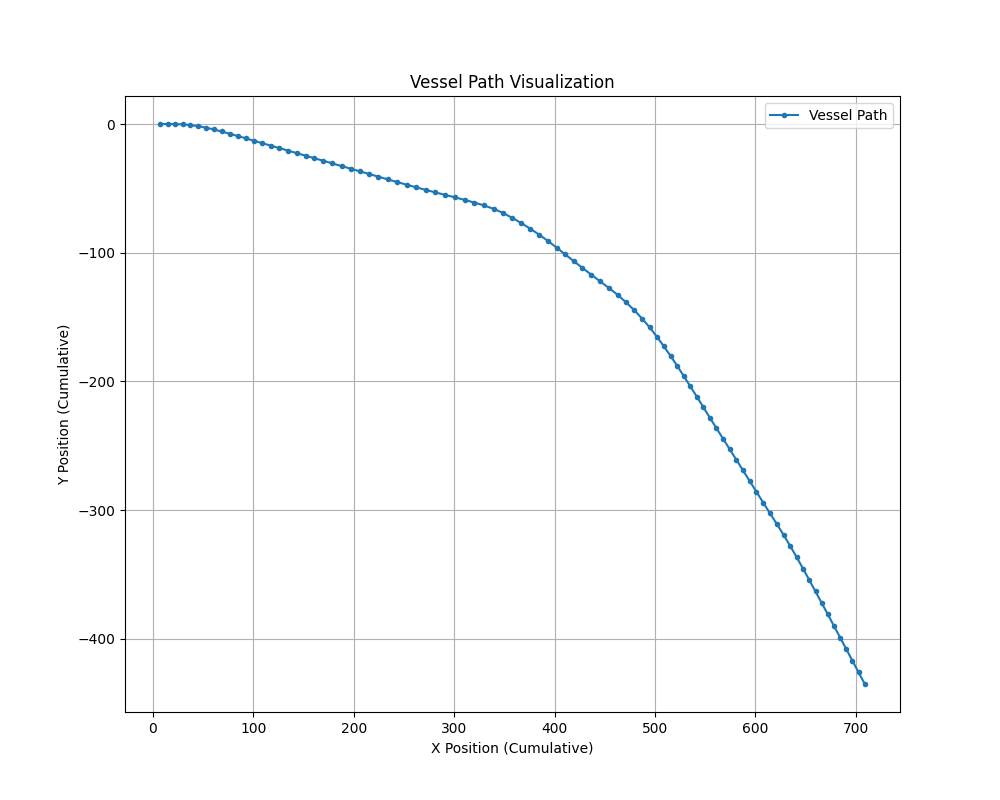 Vessel Path Visualization
Vessel Path
0
−100
−200
−300
−400
Y Position (Cumulative)
0 100 200 300 400 500 600 700
X Position (Cumulative)